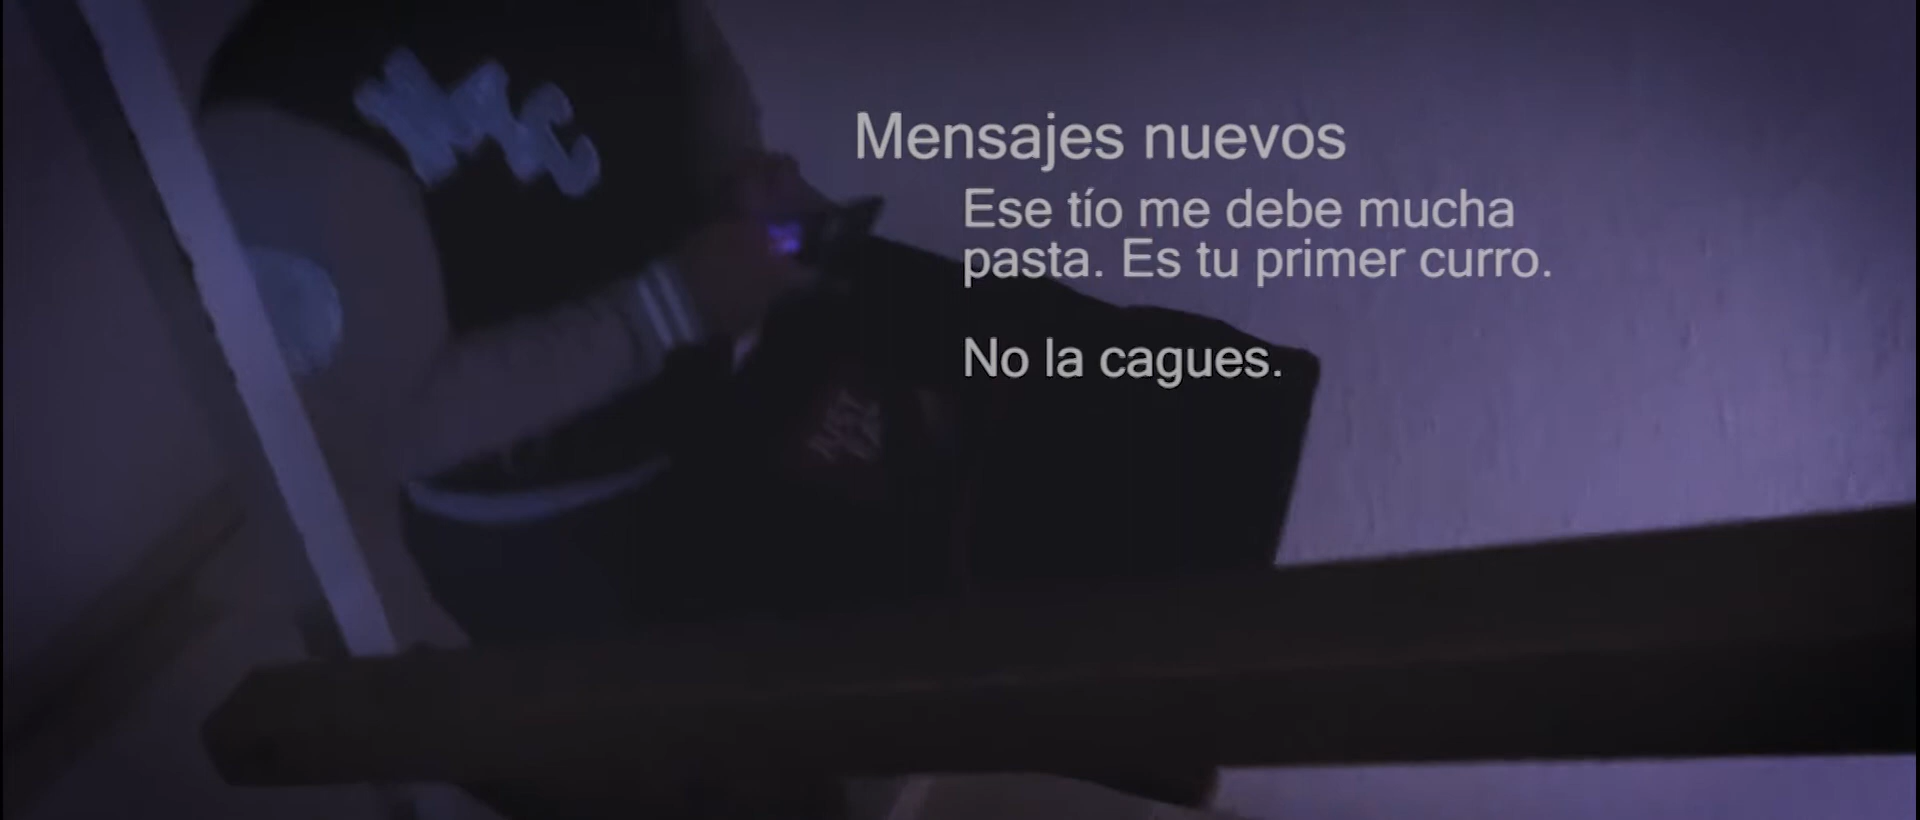 Mensajes nuevos
Ese tío me debe mucha
pasta. Es tu primer curro.
No la cagues.